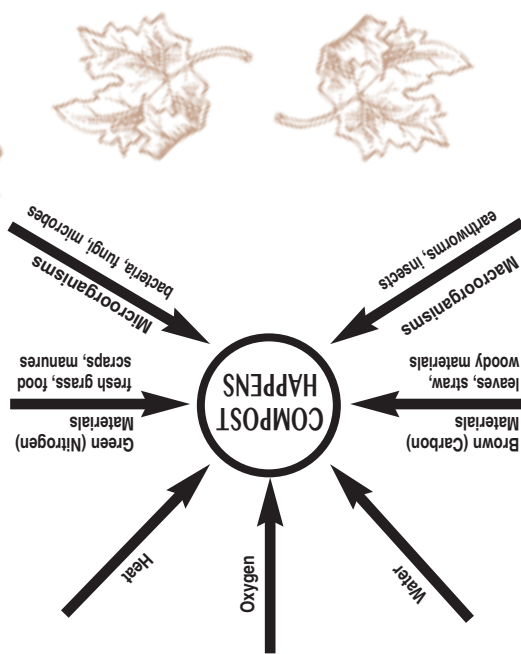 Water
Oxygen
Heat
Brown (Carbon)
Materials
leaves, straw,
woody materials
COMPOST
HAPPENS
Green (Nitrogen)
Materials
fresh grass, food
scraps, manures
Macroorganisms
earthworms, insects
Microorganisms
bacteria, fungi, microbes